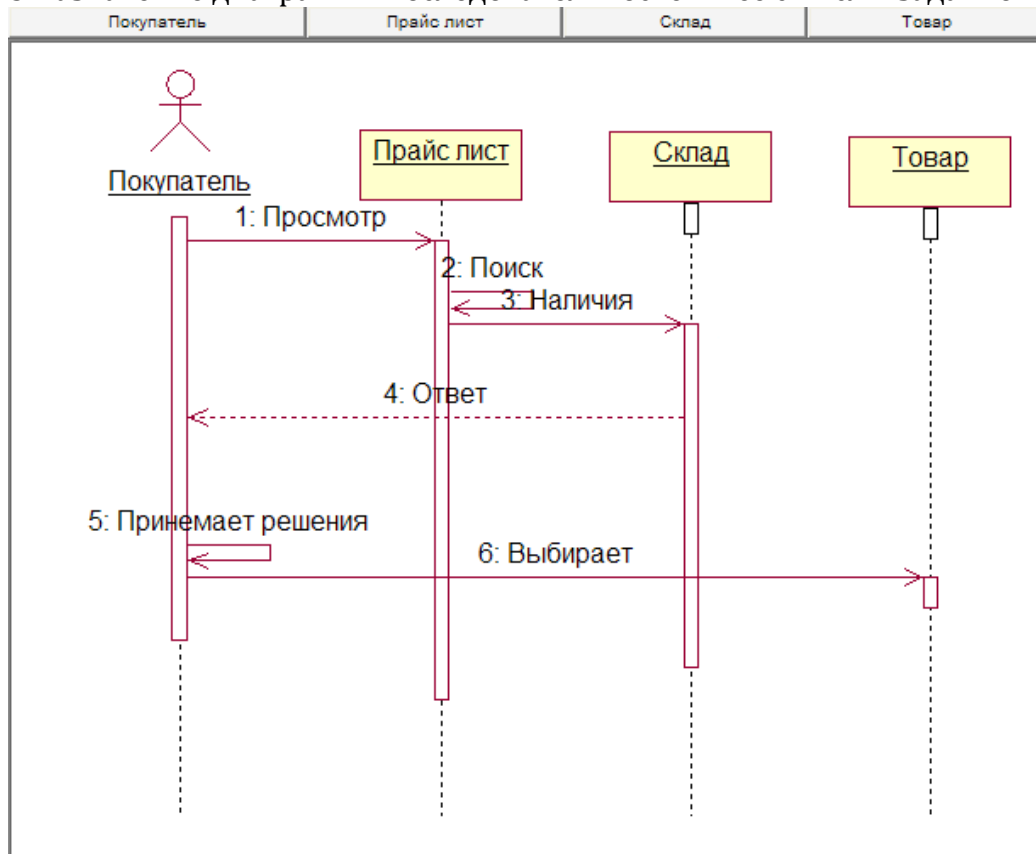 Покупатель
Прайс лист
Склад
Товар
Прайс лист
Склад
Товар
Покупатель
1: Просмотр
2: Поиск
3: Наличия
4: Ответ
5: Принемает решения
6: Выбирает